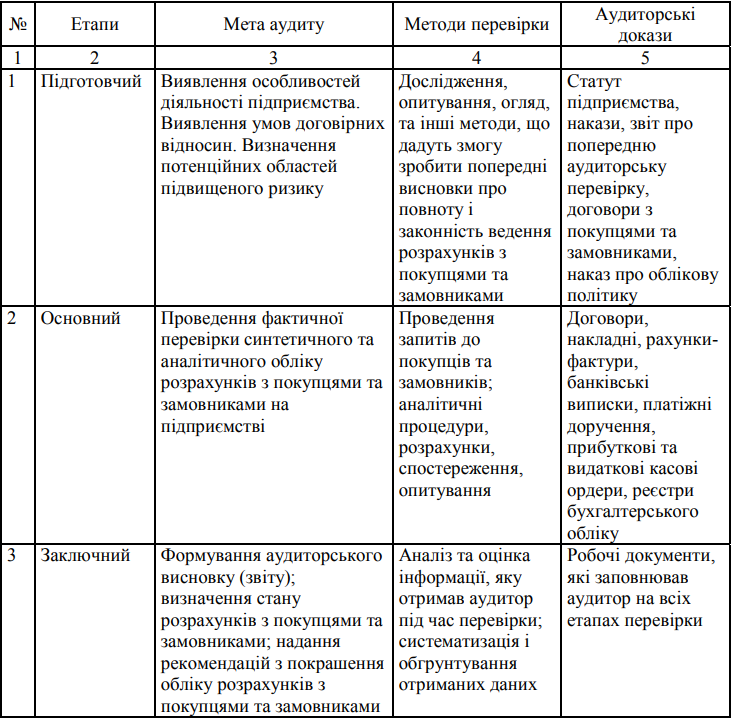 № Етапи Мета аудиту Методи перевірки Аудиторські
докази
1 2 3 4 5
1 Підготовчий Виявлення особливостей
діяльності підприємства.
Виявлення умов договірних
відносин. Визначення
потенційних областей
підвищеного ризику
Дослідження,
опитування, огляд,
та інші методи, що
дадуть змогу
зробити попередні
висновки про
повноту і
законність ведення
розрахунків з
покупцями та
замовниками
Статут
підприємства,
накази, звіт про
попередню
аудиторську
перевірку,
договори з
покупцями та
замовниками,
наказ про облікову
політику
2 Основний Проведення фактичної
перевірки синтетичного та
аналітичного обліку
розрахунків з покупцями та
замовниками на
підприємстві
Проведення
запитів до
покупців та
замовників;
аналітичні
процедури,
розрахунки,
спостереження,
опитування
Договори,
накладні, рахунки-
фактури,
банківські
виписки, платіжні
доручення,
прибуткові та
видаткові касові
ордери, реєстри
бухгалтерського
обліку
3 Заключний Формування аудиторського
висновку (звіту);
визначення стану
розрахунків з покупцями та
замовниками; надання
рекомендацій з покрашення
обліку розрахунків з
покупцями та замовниками
Аналіз та оцінка
інформації, яку
отримав аудитор
під час перевірки;
систематизація і
обгрунтування
отриманих даних
Робочі документи,
які заповнював
аудитор на всіх
етапах перевірки